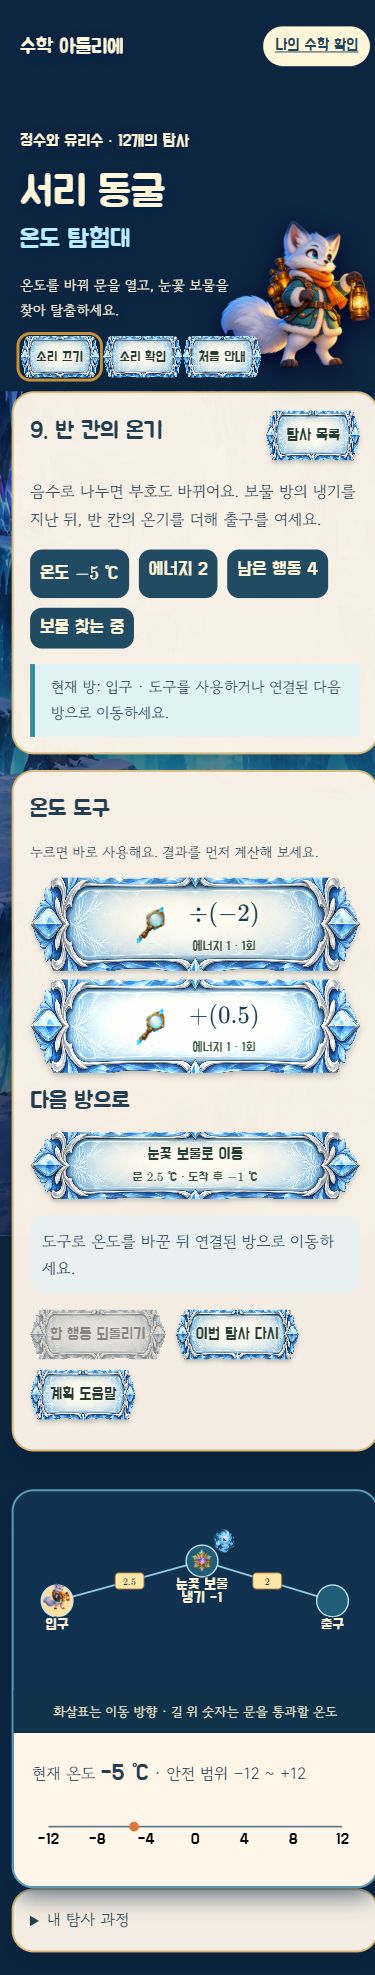 수학 아틀리에
나의 수학 확인
정수와 유리수 · 12개의 탐사
서리 동굴
온도 탐험대
온도를 바꿔 문을 열고, 눈꽃 보물을
찾아 탈출하세요.
소리 끄기
소리 확인
처음 안내
9. 반 칸의 온기
탐사 목록
음수로 나누면 부호도 바뀌어요. 보물 방의 냉기를
지난 뒤, 반 칸의 온기를 더해 출구를 여세요.
온도 −5 ℃
에너지 2
남은 행동 4
보물 찾는 중
현재 방: 입구 · 도구를 사용하거나 연결된 다음
방으로 이동하세요.
온도 도구
누르면 바로 사용해요. 결과를 먼저 계산해 보세요.
÷(−2)
에너지 1 · 1회
+(0.5)
에너지 1 · 1회
다음 방으로
눈꽃 보물로 이동
문 2.5 ℃ · 도착 후 −1 ℃
도구로 온도를 바꾼 뒤 연결된 방으로 이동하
세요.
한 행동 되돌리기
이번 탐사 다시
계획 도움말
2.5
2
입구
눈꽃 보물
냉기 -1
출구
화살표는 이동 방향 · 길 위 숫자는 문을 통과할 온도
현재 온도 -5 ℃ · 안전 범위 −12 ~ +12
-12 -8 -4 0 4 8 12
▶ 내 탐사 과정